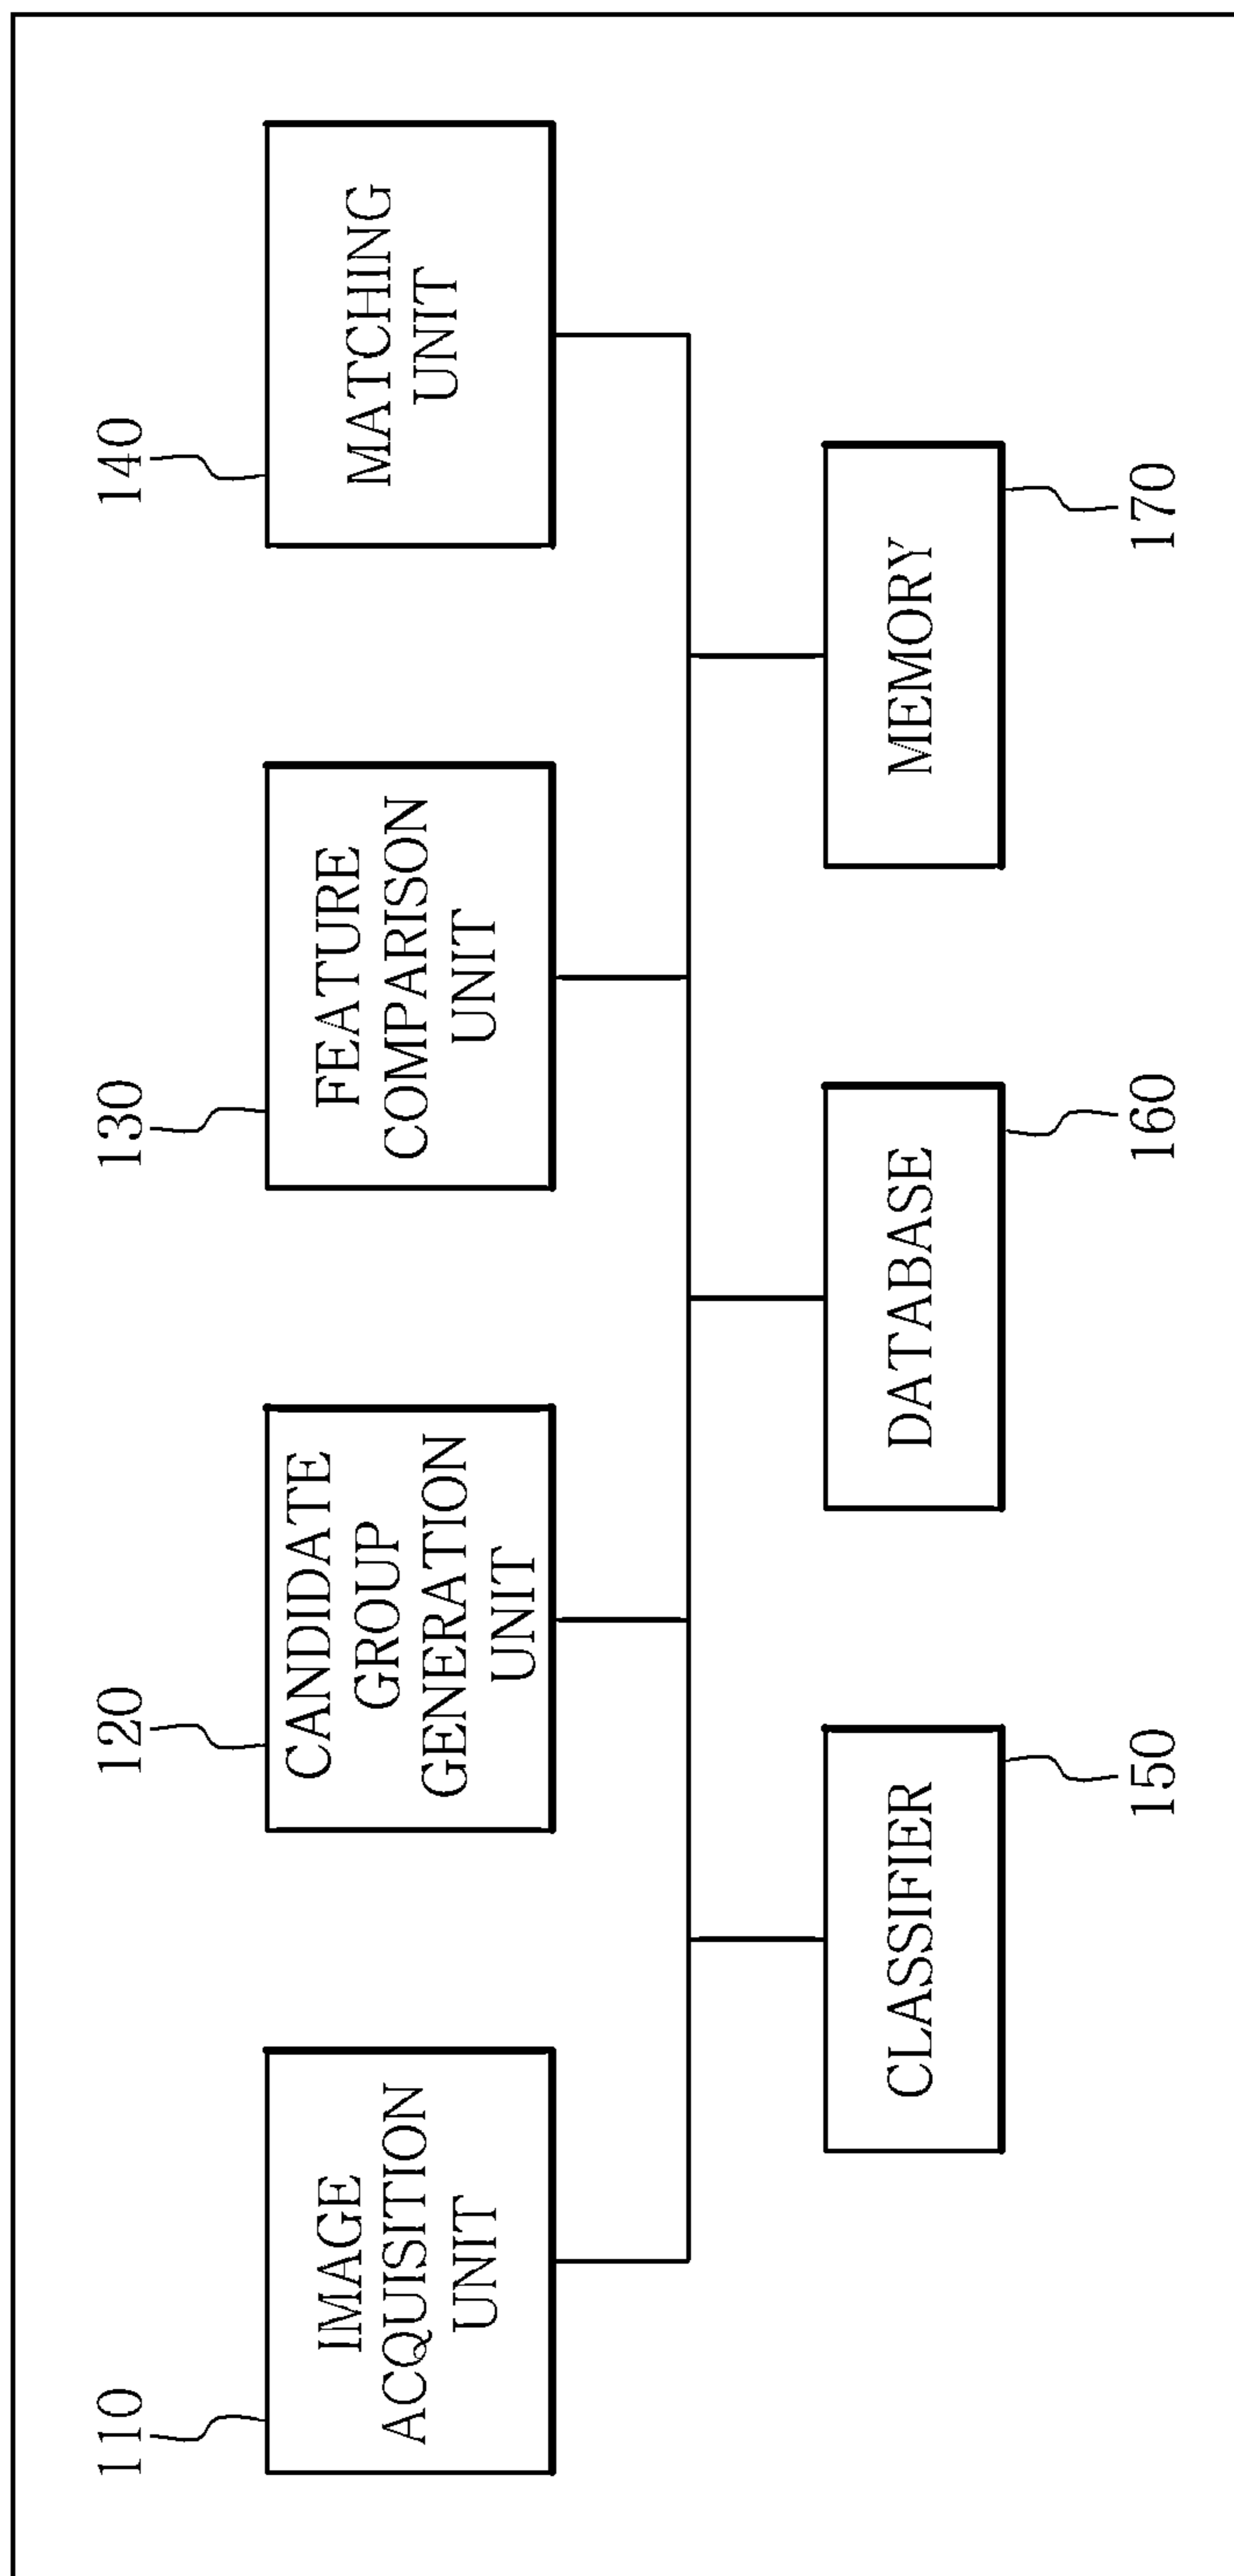 110
IMAGE
ACQUISITION
UNIT
120
CANDIDATE
GROUP
GENERATION
UNIT
130
FEATURE
COMPARISON
UNIT
140
MATCHING
UNIT
CLASSIFIER
150
DATABASE
160
MEMORY
170